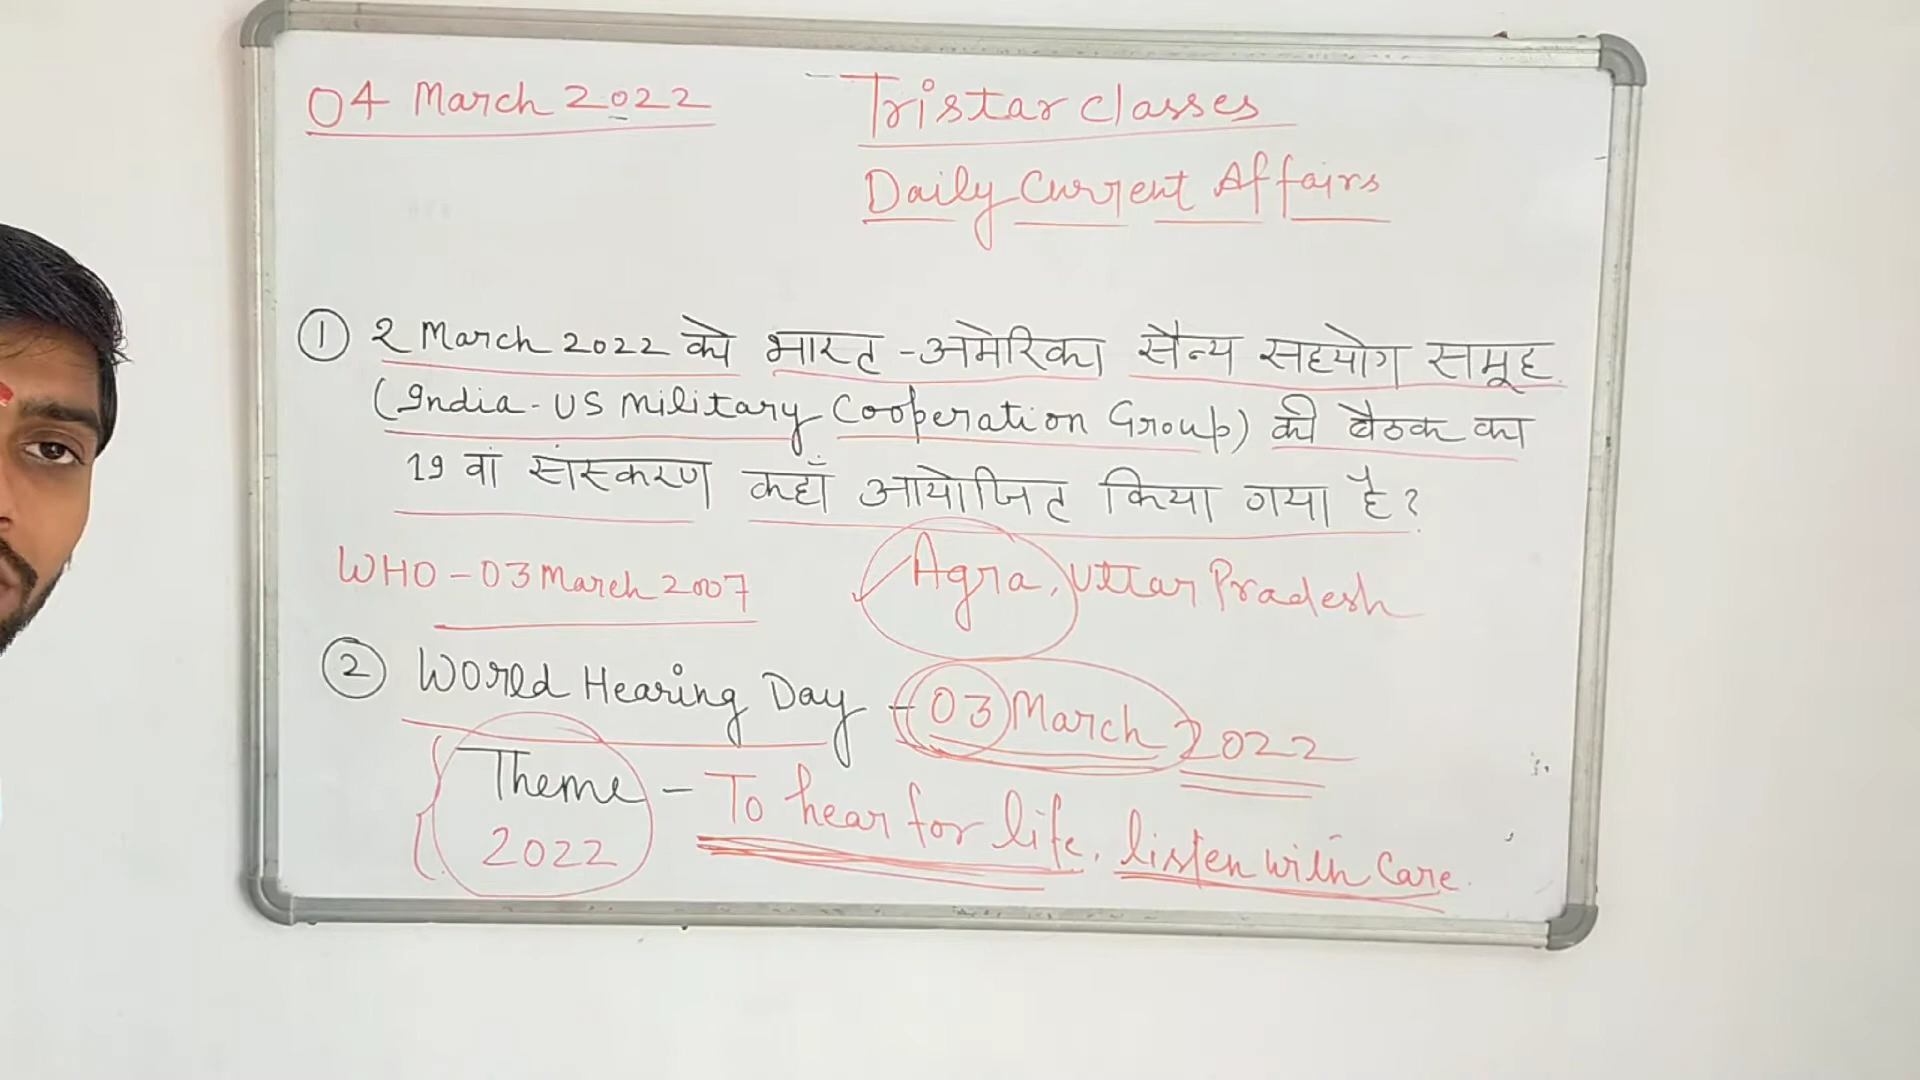 04 March 2022
Tristar classes
Daily Current Affairs
① 2 March 2022 को भारत - अमेरिका सैन्य सहयोग समूह
(India - US Military Cooperation Group) की बैठक का
19 वां संस्करण कहाँ आयोजित किया गया है ?
WHO - 03 March 2007
Agra, Uttar Pradesh
② World Hearing Day - 03 March 2022
Theme - To hear for life, listen with Care.
2022